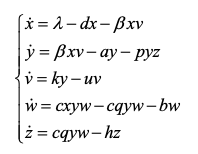 ẋ = λ − dx − βxv
ẏ = βxv − ay − pyz
v̇ = ky − uv
ẇ = cxyw − cqyw − bw
ż = cqyw − hz